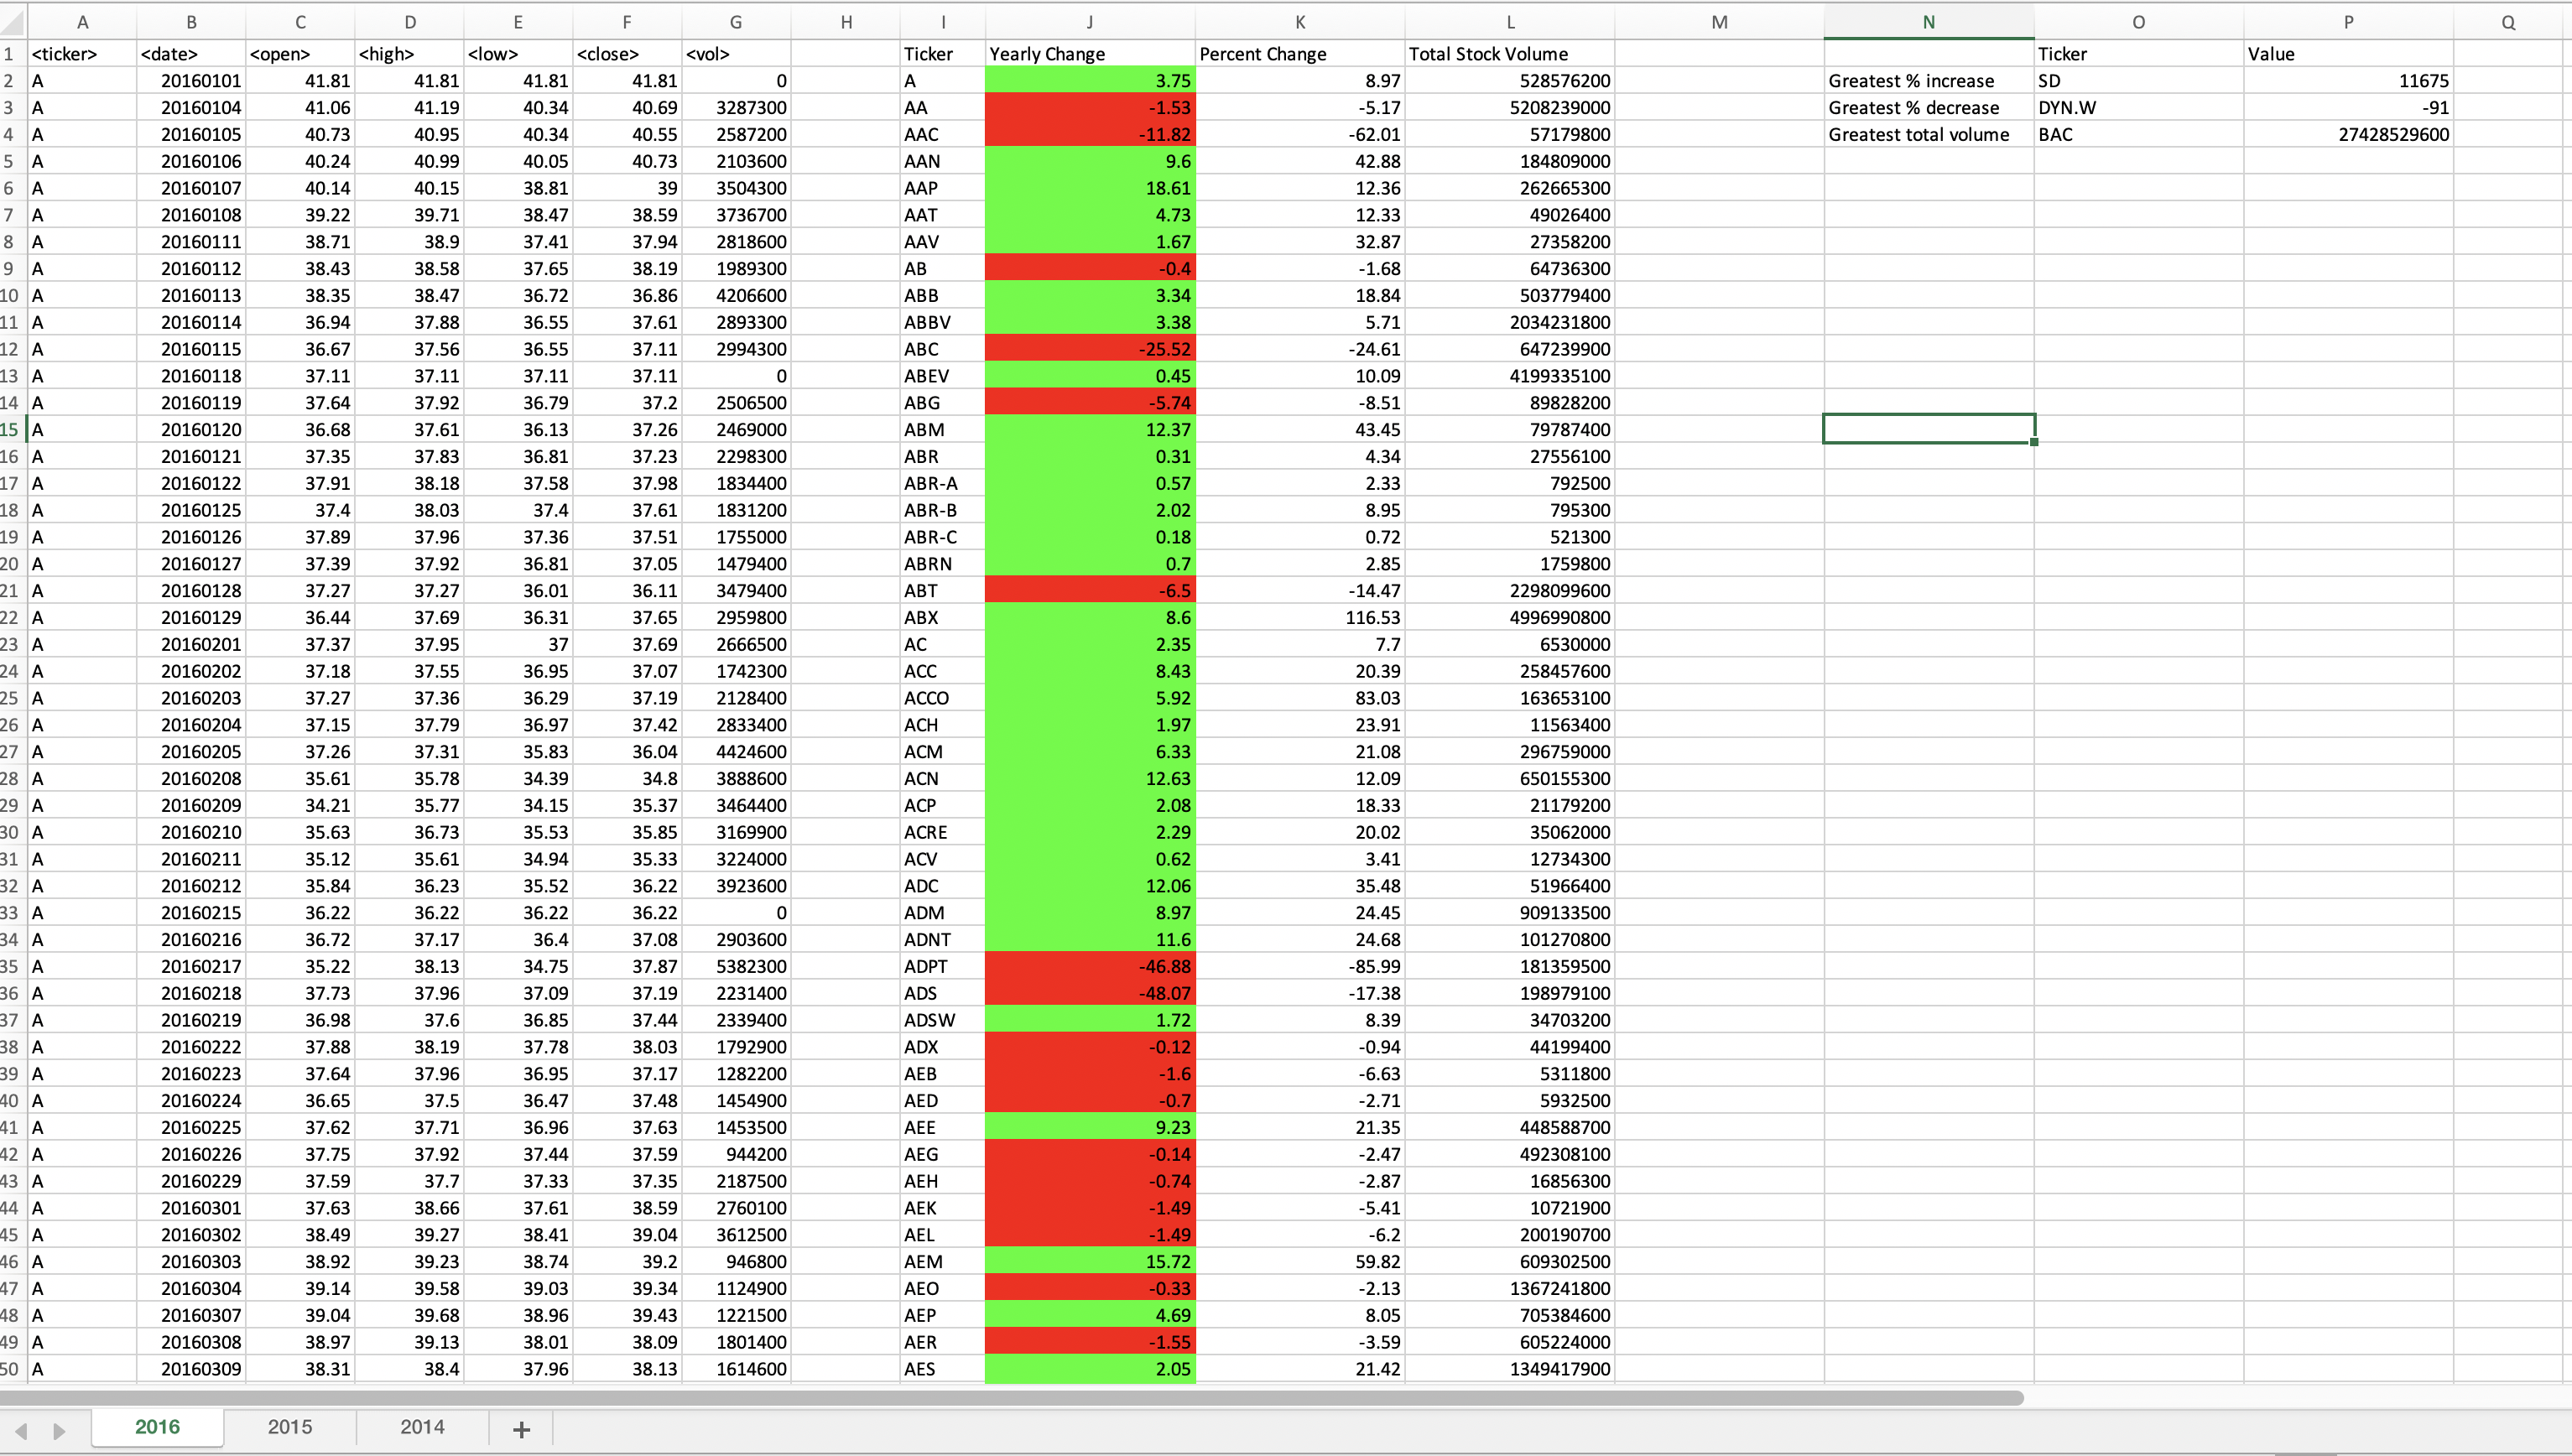 A B C D E F G H I J K L M N O P Q
1 <ticker> <date> <open> <high> <low> <close> <vol> Ticker Yearly Change Percent Change Total Stock Volume Ticker Value
2 A 20160101 41.81 41.81 41.81 41.81 0 A 3.75 8.97 528576200 Greatest % increase SD 11675
3 A 20160104 41.06 41.19 40.34 40.69 3287300 AA -1.53 -5.17 5208239000 Greatest % decrease DYN.W -91
4 A 20160105 40.73 40.95 40.34 40.55 2587200 AAC -11.82 -62.01 57179800 Greatest total volume BAC 27428529600
5 A 20160106 40.24 40.99 40.05 40.73 2103600 AAN 9.6 42.88 184809000
6 A 20160107 40.14 40.15 38.81 39 3504300 AAP 18.61 12.36 262665300
7 A 20160108 39.22 39.71 38.47 38.59 3736700 AAT 4.73 12.33 49026400
8 A 20160111 38.71 38.9 37.41 37.94 2818600 AAV 1.67 32.87 27358200
9 A 20160112 38.43 38.58 37.65 38.19 1989300 AB -0.4 -1.68 64736300
10 A 20160113 38.35 38.47 36.72 36.86 4206600 ABB 3.34 18.84 503779400
11 A 20160114 36.94 37.88 36.55 37.61 2893300 ABBV 3.38 5.71 2034231800
12 A 20160115 36.67 37.56 36.55 37.11 2994300 ABC -25.52 -24.61 647239900
13 A 20160118 37.11 37.11 37.11 37.11 0 ABEV 0.45 10.09 4199335100
14 A 20160119 37.64 37.92 36.79 37.2 2506500 ABG -5.74 -8.51 89828200
15 A 20160120 36.68 37.61 36.13 37.26 2469000 ABM 12.37 43.45 79787400
16 A 20160121 37.35 37.83 36.81 37.23 2298300 ABR 0.31 4.34 27556100
17 A 20160122 37.91 38.18 37.58 37.98 1834400 ABR-A 0.57 2.33 792500
18 A 20160125 37.4 38.03 37.4 37.61 1831200 ABR-B 2.02 8.95 795300
19 A 20160126 37.89 37.96 37.36 37.51 1755000 ABR-C 0.18 0.72 521300
20 A 20160127 37.39 37.92 36.81 37.05 1479400 ABRN 0.7 2.85 1759800
21 A 20160128 37.27 37.27 36.01 36.11 3479400 ABT -6.5 -14.47 2298099600
22 A 20160129 36.44 37.69 36.31 37.65 2959800 ABX 8.6 116.53 4996990800
23 A 20160201 37.37 37.95 37 37.69 2666500 AC 2.35 7.7 6530000
24 A 20160202 37.18 37.55 36.95 37.07 1742300 ACC 8.43 20.39 258457600
25 A 20160203 37.27 37.36 36.29 37.19 2128400 ACCO 5.92 83.03 163653100
26 A 20160204 37.15 37.79 36.97 37.42 2833400 ACH 1.97 23.91 11563400
27 A 20160205 37.26 37.31 35.83 36.04 4424600 ACM 6.33 21.08 296759000
28 A 20160208 35.61 35.78 34.39 34.8 3888600 ACN 12.63 12.09 650155300
29 A 20160209 34.21 35.77 34.15 35.37 3464400 ACP 2.08 18.33 21179200
30 A 20160210 35.63 36.73 35.53 35.85 3169900 ACRE 2.29 20.02 35062000
31 A 20160211 35.12 35.61 34.94 35.33 3224000 ACV 0.62 3.41 12734300
32 A 20160212 35.84 36.23 35.52 36.22 3923600 ADC 12.06 35.48 51966400
33 A 20160215 36.22 36.22 36.22 36.22 0 ADM 8.97 24.45 909133500
34 A 20160216 36.72 37.17 36.4 37.08 2903600 ADNT 11.6 24.68 101270800
35 A 20160217 35.22 38.13 34.75 37.87 5382300 ADPT -46.88 -85.99 181359500
36 A 20160218 37.73 37.96 37.09 37.19 2231400 ADS -48.07 -17.38 198979100
37 A 20160219 36.98 37.6 36.85 37.44 2339400 ADSW 1.72 8.39 34703200
38 A 20160222 37.88 38.19 37.78 38.03 1792900 ADX -0.12 -0.94 44199400
39 A 20160223 37.64 37.96 36.95 37.17 1282200 AEB -1.6 -6.63 5311800
40 A 20160224 36.65 37.5 36.47 37.48 1454900 AED -0.7 -2.71 5932500
41 A 20160225 37.62 37.71 36.96 37.63 1453500 AEE 9.23 21.35 448588700
42 A 20160226 37.75 37.92 37.44 37.59 944200 AEG -0.14 -2.47 492308100
43 A 20160229 37.59 37.7 37.33 37.35 2187500 AEH -0.74 -2.87 16856300
44 A 20160301 37.63 38.66 37.61 38.59 2760100 AEK -1.49 -5.41 10721900
45 A 20160302 38.49 39.27 38.41 39.04 3612500 AEL -1.49 -6.2 200190700
46 A 20160303 38.92 39.23 38.74 39.2 946800 AEM 15.72 59.82 609302500
47 A 20160304 39.14 39.58 39.03 39.34 1124900 AEO -0.33 -2.13 1367241800
48 A 20160307 39.04 39.68 38.96 39.43 1221500 AEP 4.69 8.05 705384600
49 A 20160308 38.97 39.13 38.01 38.09 1801400 AER -1.55 -3.59 605224000
50 A 20160309 38.31 38.4 37.96 38.13 1614600 AES 2.05 21.42 1349417900
2016 2015 2014 +